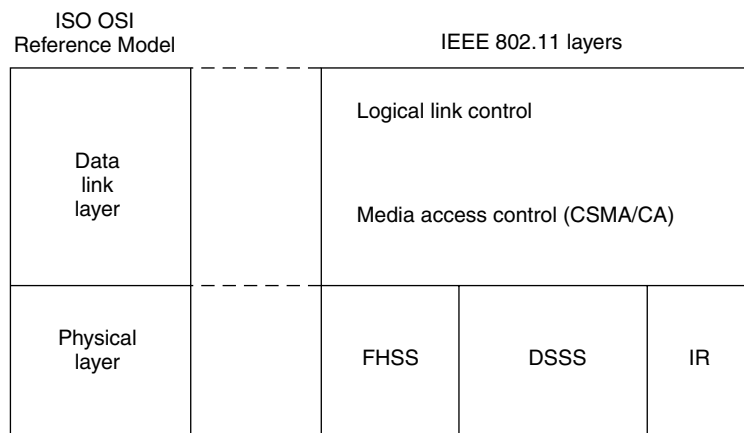 ISO OSI
Reference Model
IEEE 802.11 layers
Data
link
layer
Logical link control
Media access control (CSMA/CA)
Physical
layer
FHSS
DSSS
IR